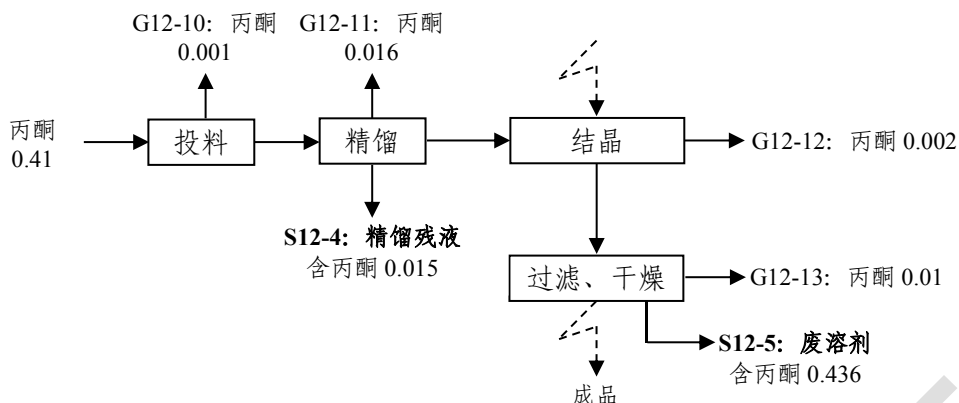 G12-10: 丙酮
0.001
G12-11: 丙酮
0.016
丙酮
0.41
投料
精馏
结晶
G12-12: 丙酮 0.002
S12-4: 精馏残液
含丙酮 0.015
过滤、干燥
G12-13: 丙酮 0.01
S12-5: 废溶剂
含丙酮 0.436
成品